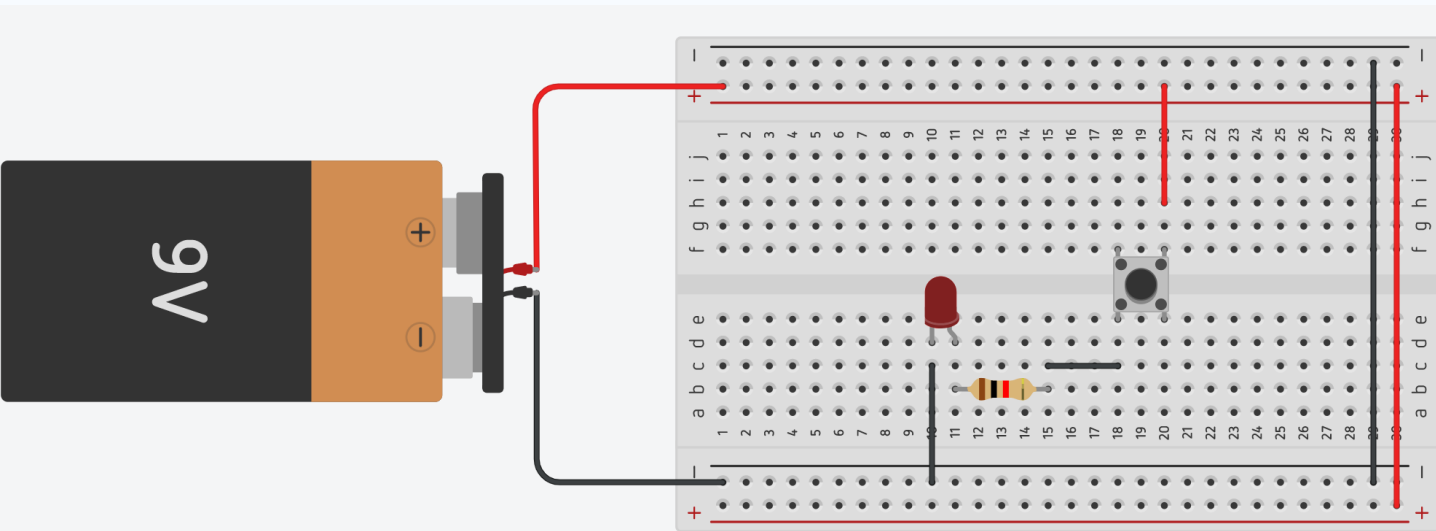 − −
+ +
1 2 3 4 5 6 7 8 9 10 11 12 13 14 15 16 17 18 19 20 21 22 23 24 25 26 27 28 29 30
j j
i i
h h
g g
f f
+
9V
−
e e
d d
c c
b b
a a
1 2 3 4 5 6 7 8 9 10 11 12 13 14 15 16 17 18 19 20 21 22 23 24 25 26 27 28 29 30
− −
+ +